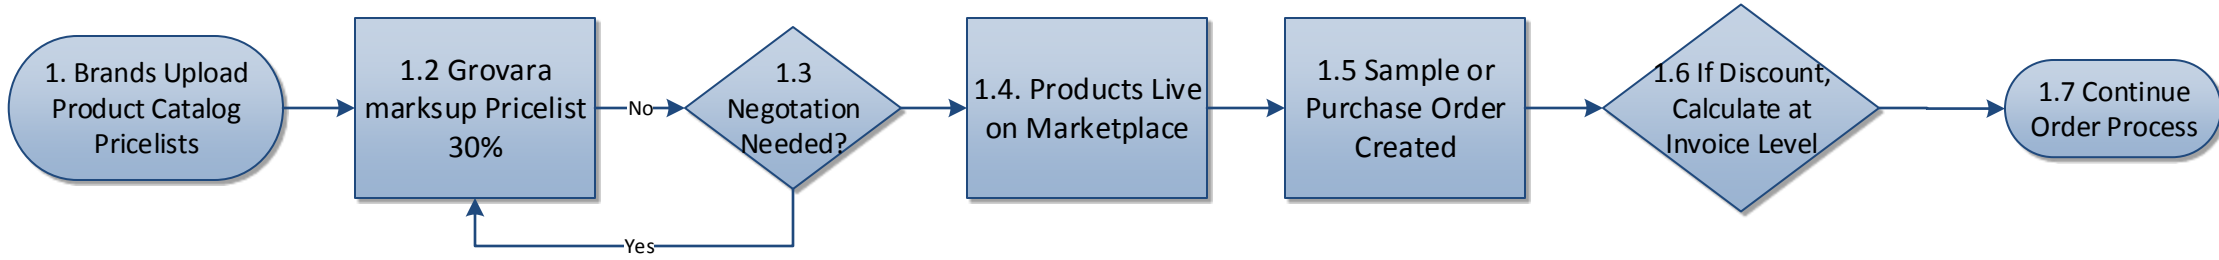 1. Brands Upload
Product Catalog
Pricelists
1.2 Grovara
marksup Pricelist
30%
No
1.3
Negotation
Needed?
Yes
1.4. Products Live
on Marketplace
1.5 Sample or
Purchase Order
Created
1.6 If Discount,
Calculate at
Invoice Level
1.7 Continue
Order Process